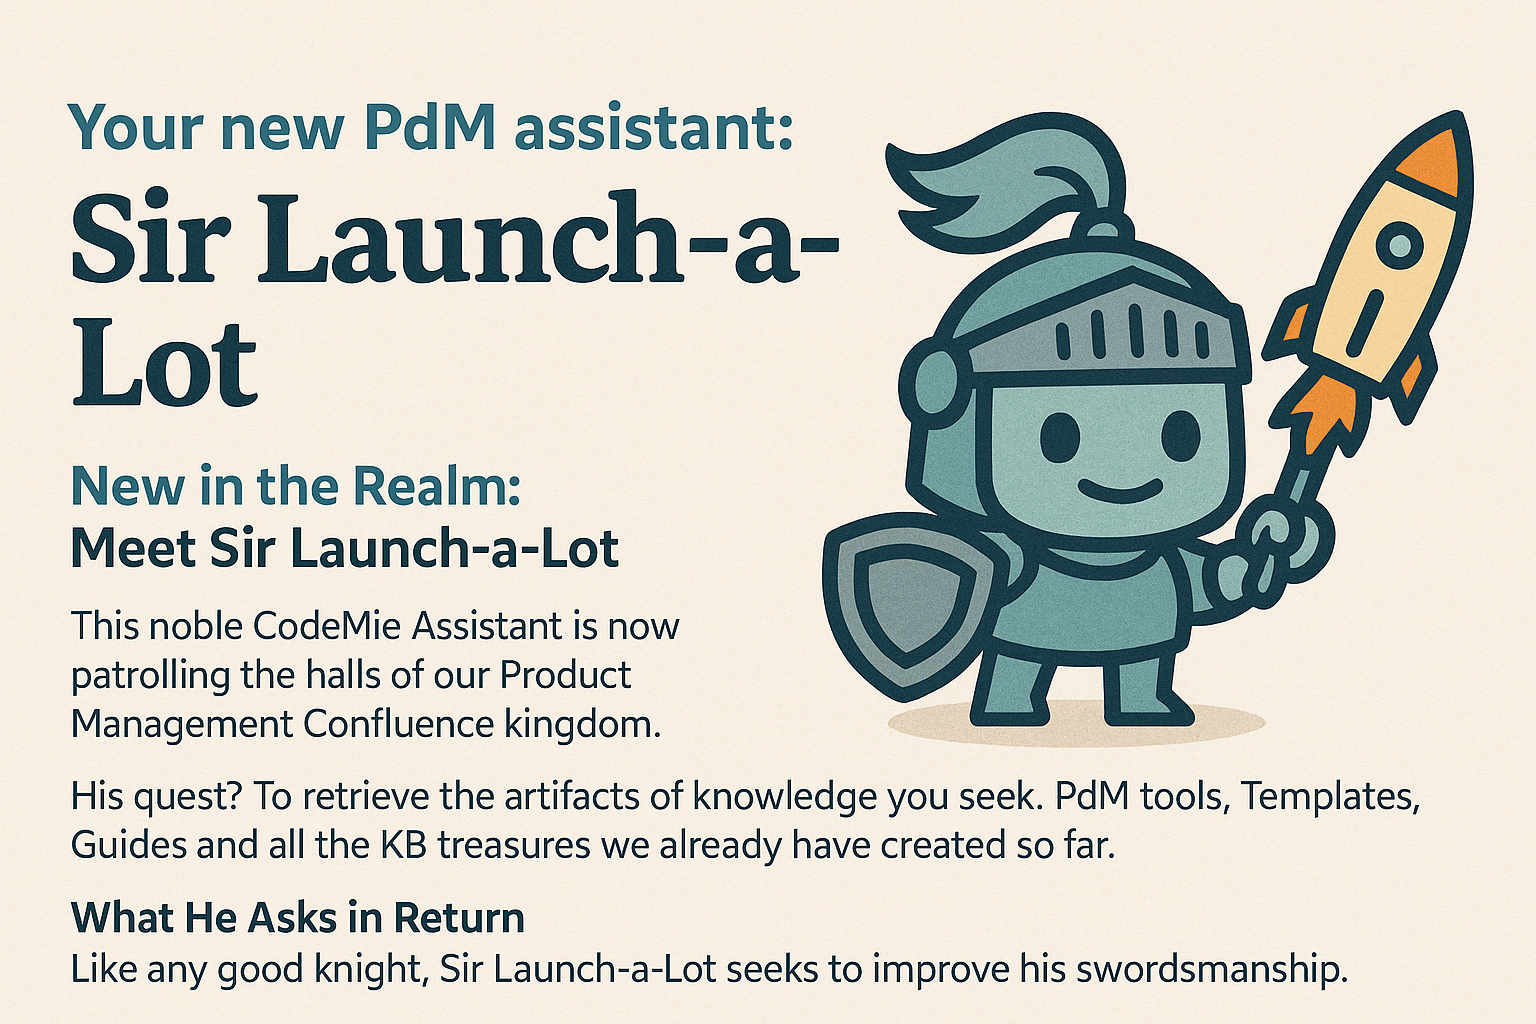 Your new PdM assistant:
Sir Launch-a-
Lot
New in the Realm:
Meet Sir Launch-a-Lot
This noble CodeMie Assistant is now
patrolling the halls of our Product
Management Confluence kingdom.
His quest? To retrieve the artifacts of knowledge you seek. PdM tools, Templates,
Guides and all the KB treasures we already have created so far.
What He Asks in Return
Like any good knight, Sir Launch-a-Lot seeks to improve his swordsmanship.